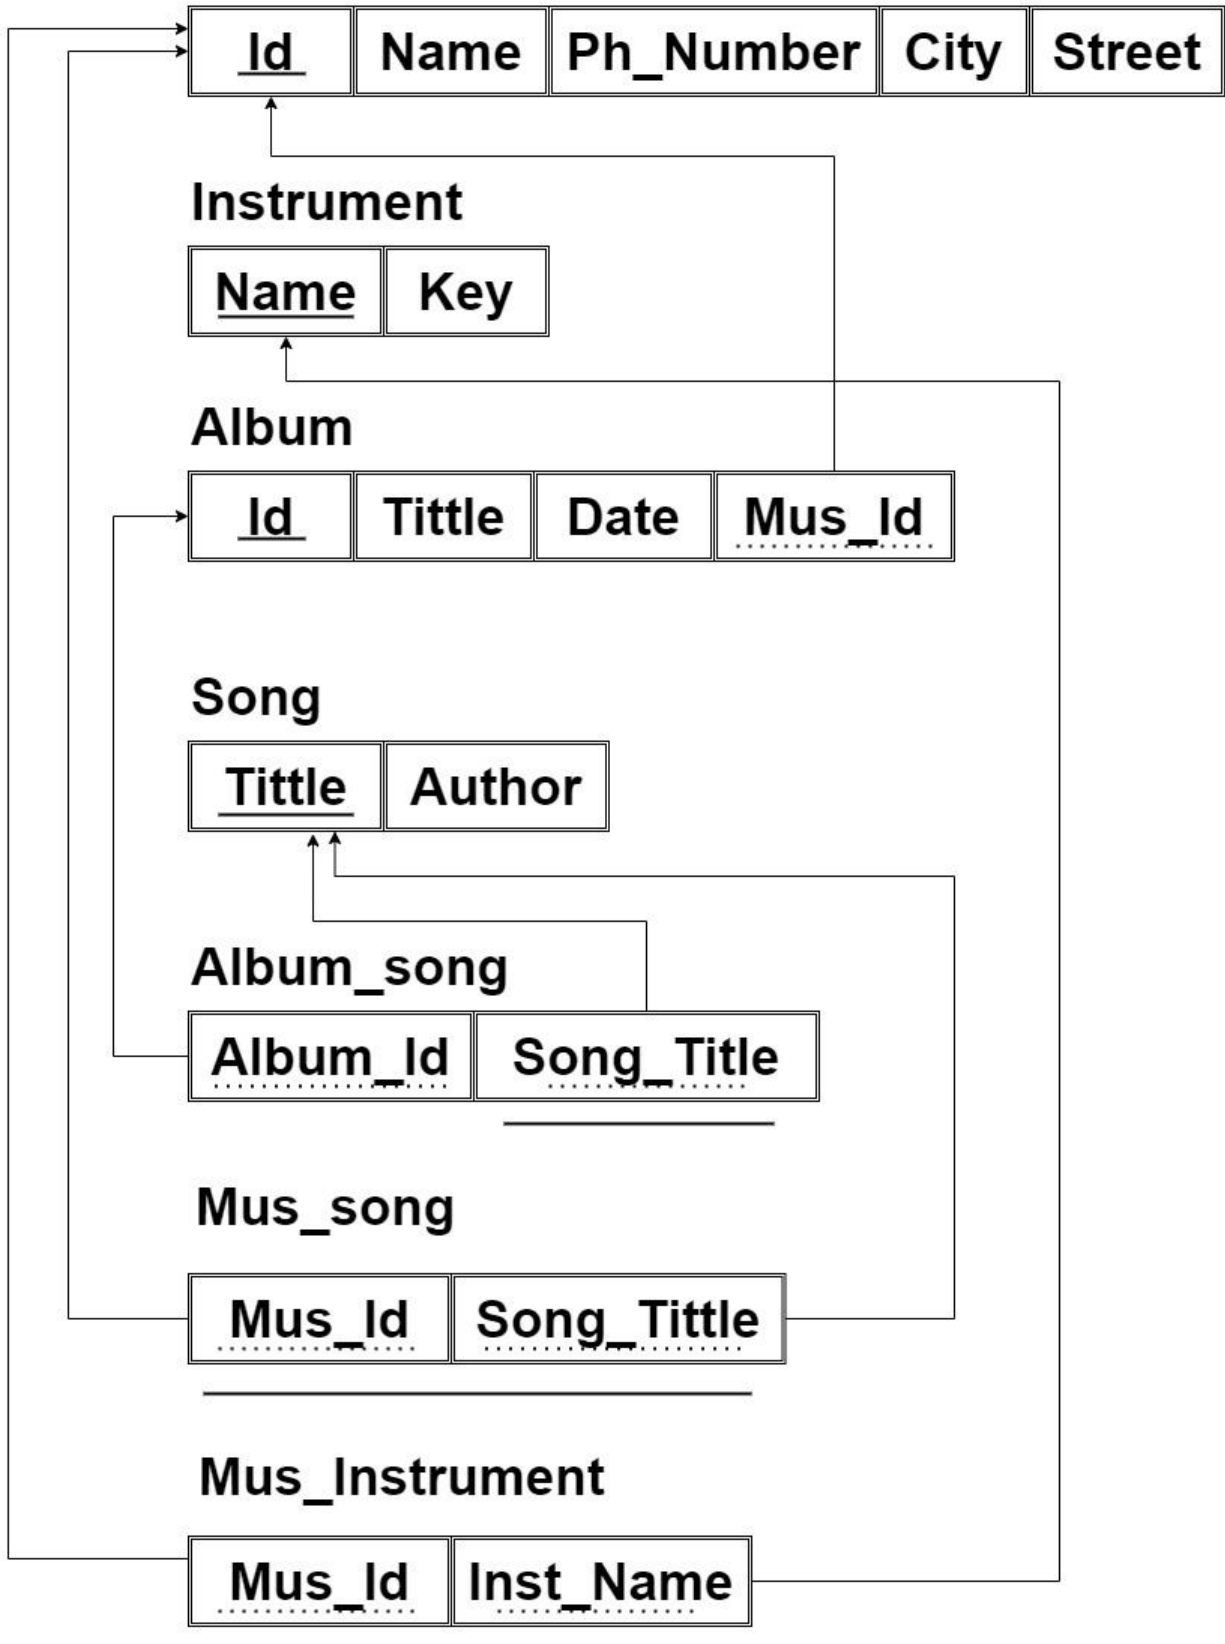 Id Name Ph_Number City Street
Instrument
Name Key
Album
Id Tittle Date Mus_Id
Song
Tittle Author
Album_song
Album_Id Song_Title
Mus_song
Mus_Id Song_Tittle
Mus_Instrument
Mus_Id Inst_Name